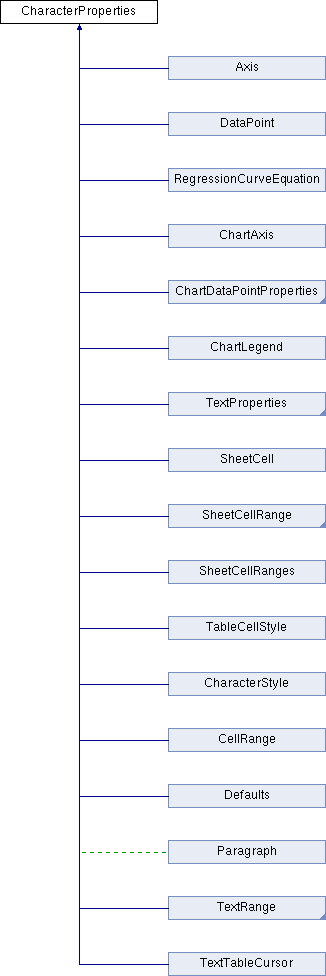 CharacterProperties
Axis
DataPoint
RegressionCurveEquation
ChartAxis
ChartDataPointProperties
ChartLegend
TextProperties
SheetCell
SheetCellRange
SheetCellRanges
TableCellStyle
CharacterStyle
CellRange
Defaults
Paragraph
TextRange
TextTableCursor